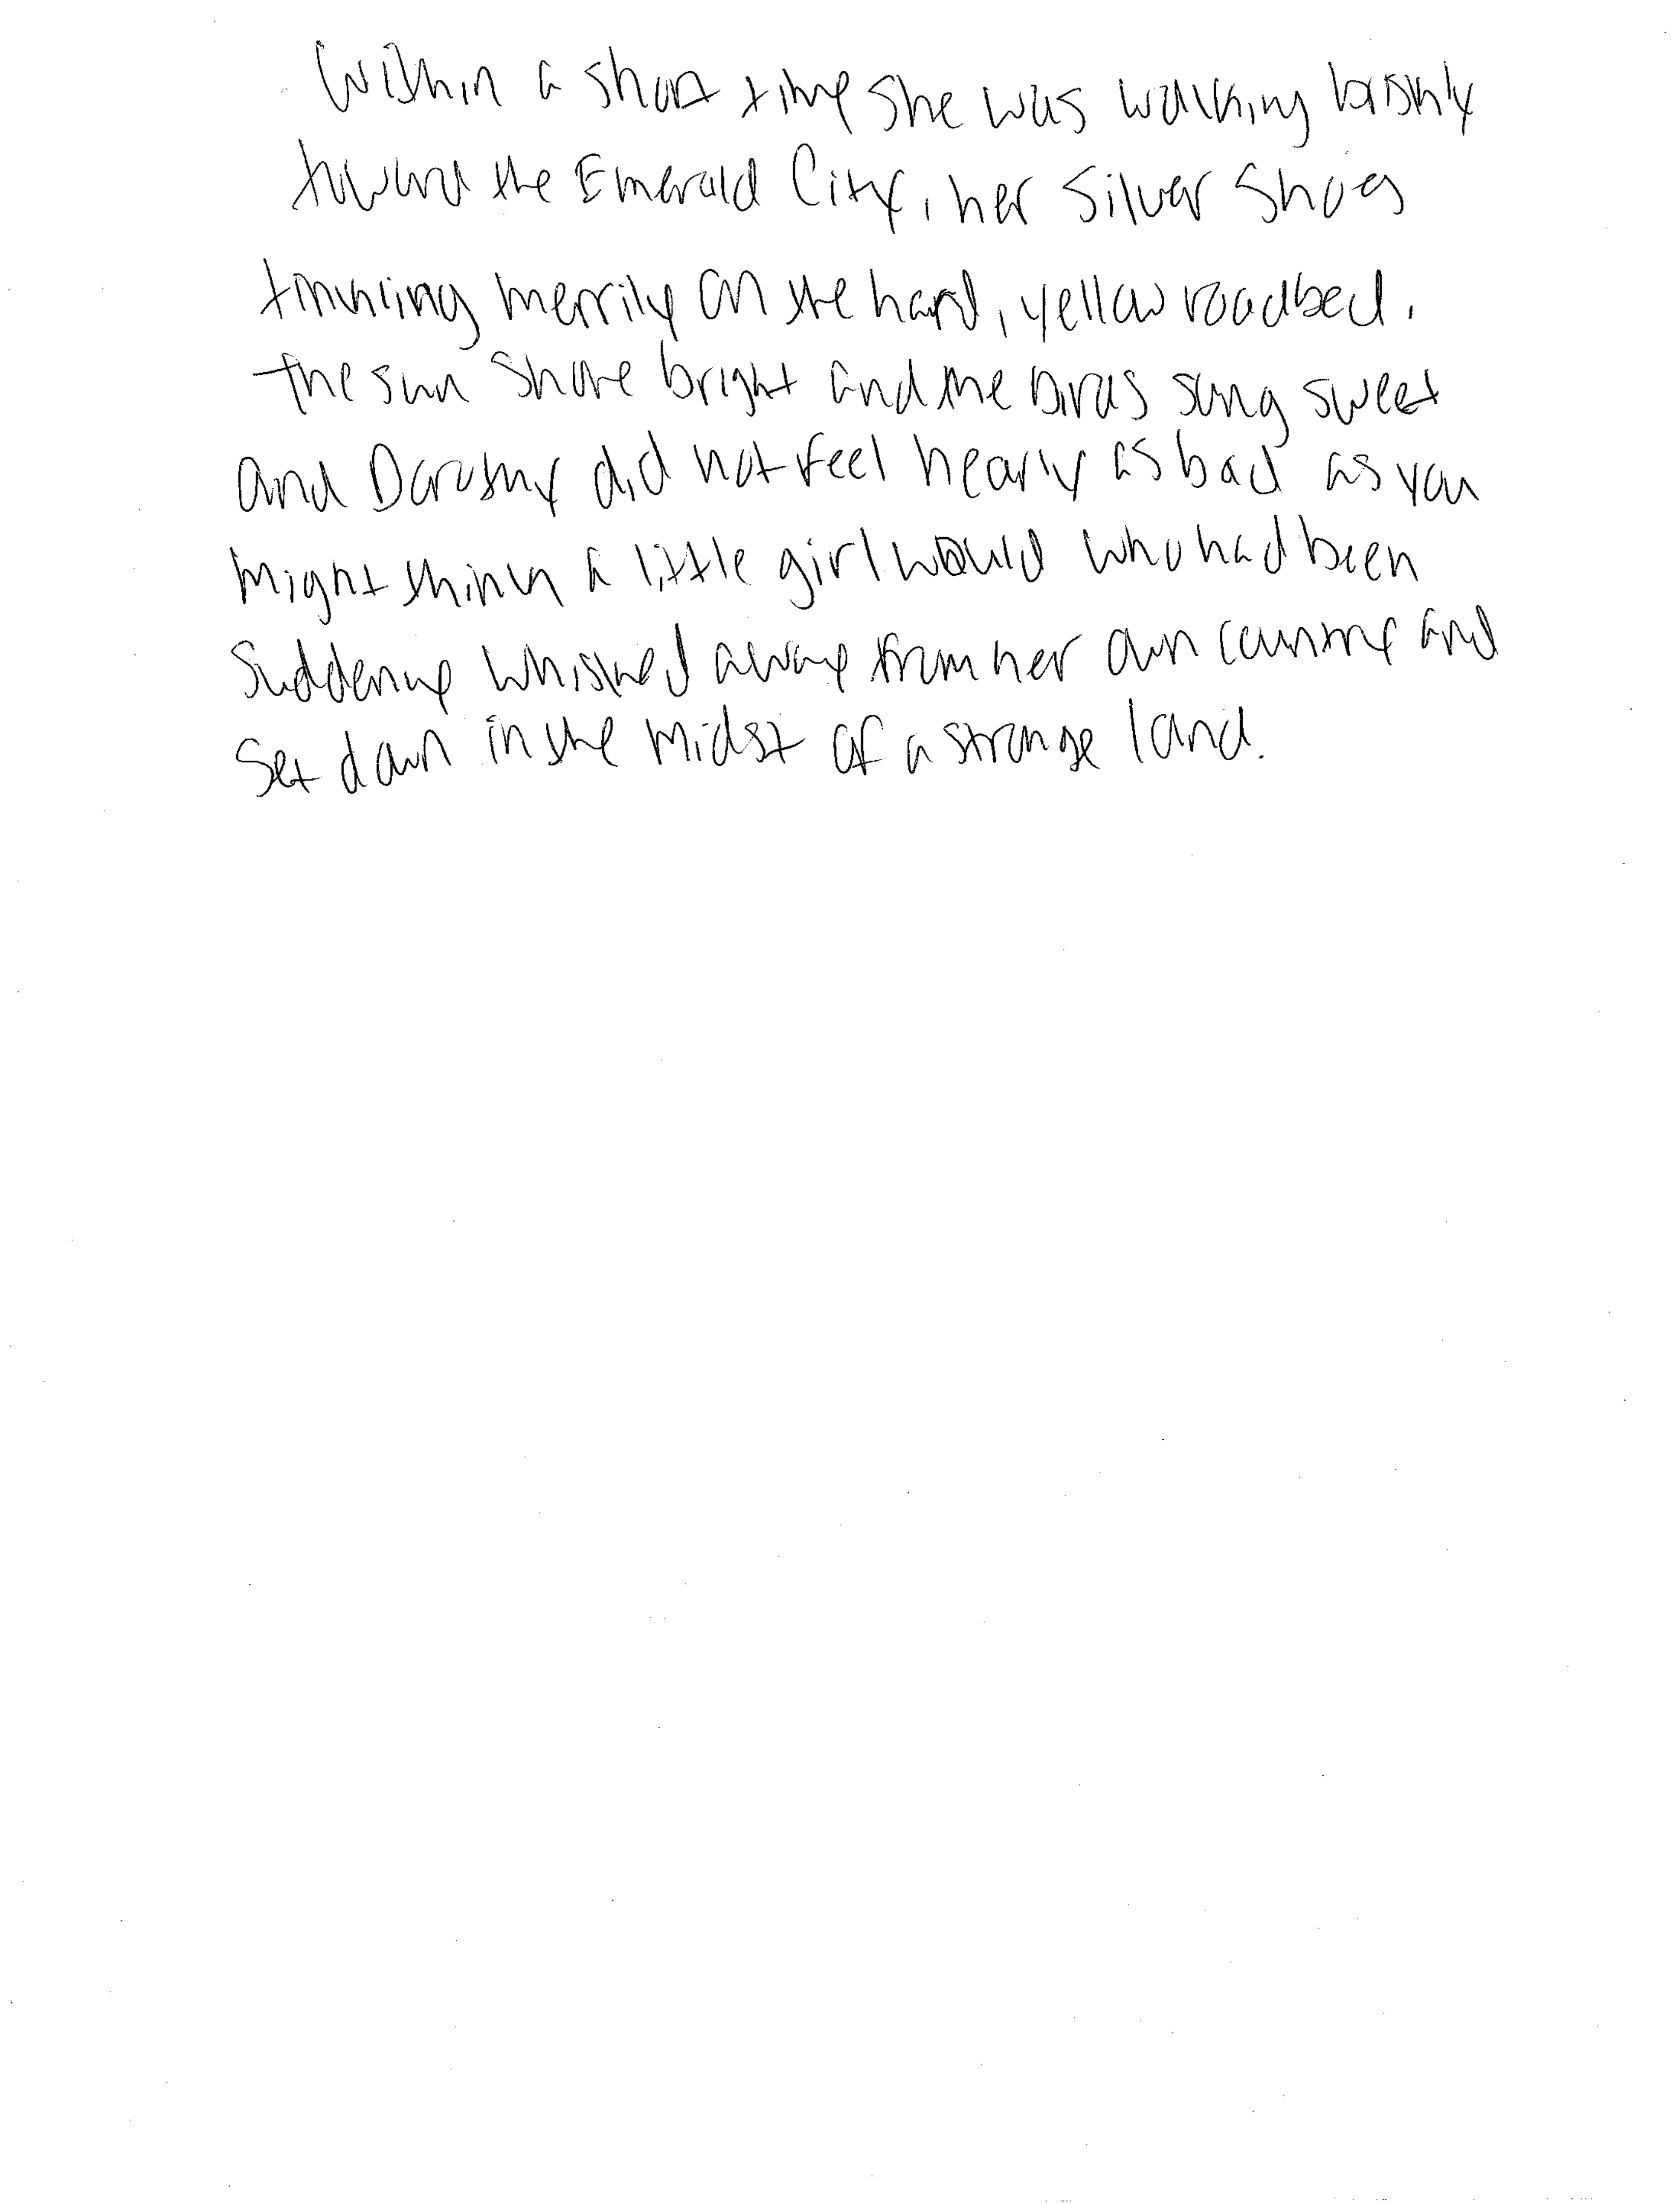 Within a short time she was walking briskly
toward the Emerald City, her Silver Shoes
tinkling merrily on the hard, yellow roadbed.
The sun shone bright and the birds sung sweet
and Dorothy did not feel nearly as bad as you
might think a little girl would who had been
suddenly whisked away from her own country and
set down in the midst of a strange land.